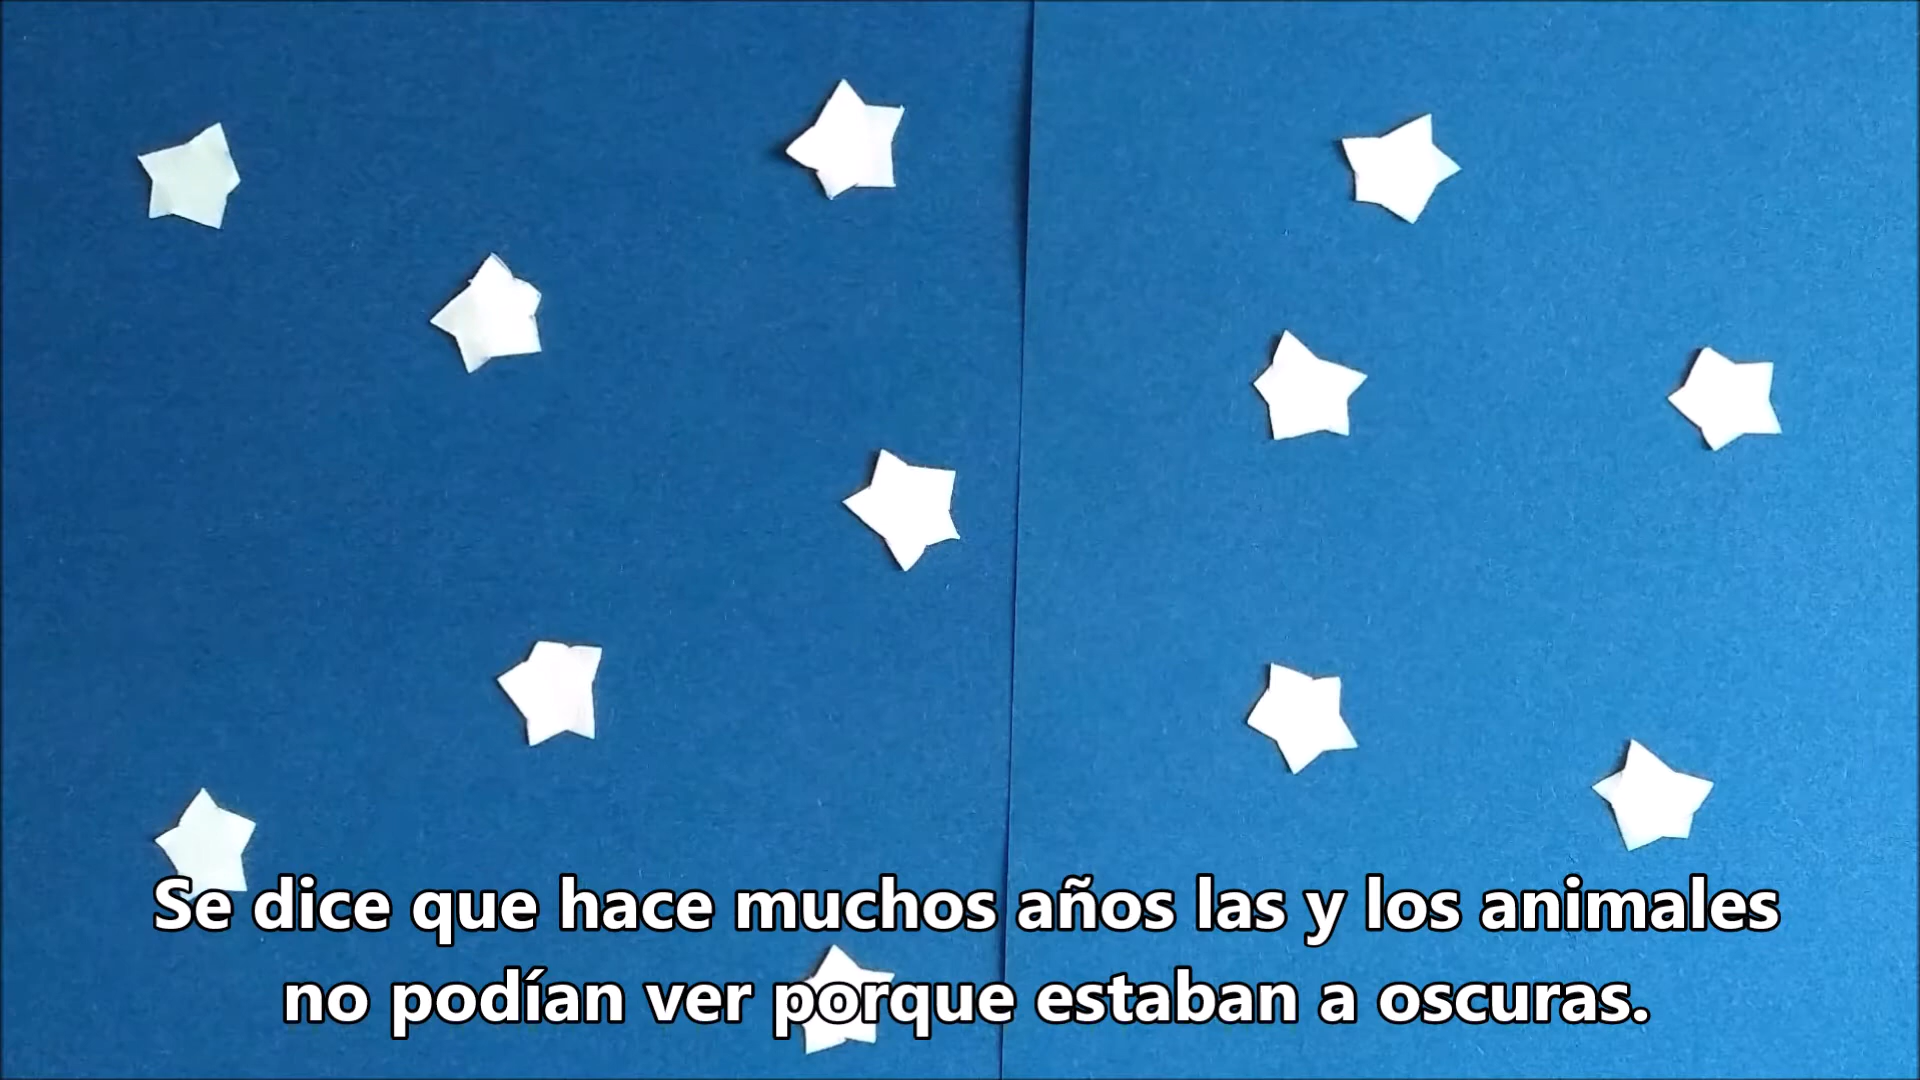 Se dice que hace muchos años las y los animales
no podían ver porque estaban a oscuras.